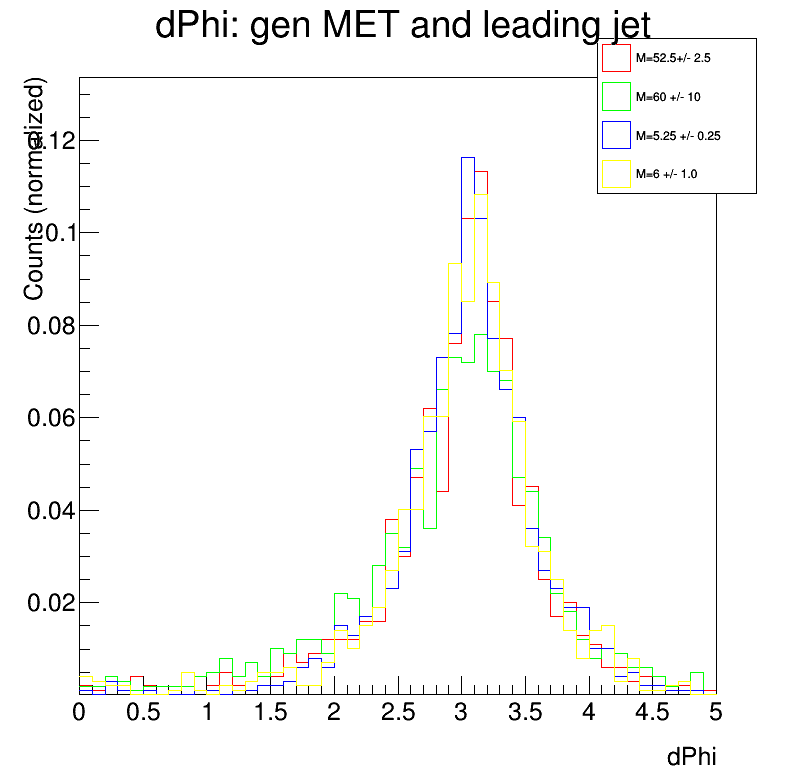 dPhi: gen MET and leading jet
M=52.5+/- 2.5
M=60 +/- 10
M=5.25 +/- 0.25
M=6 +/- 1.0
Counts (normalized)
0.12
0.1
0.08
0.06
0.04
0.02
0 0.5 1 1.5 2 2.5 3 3.5 4 4.5 5
dPhi